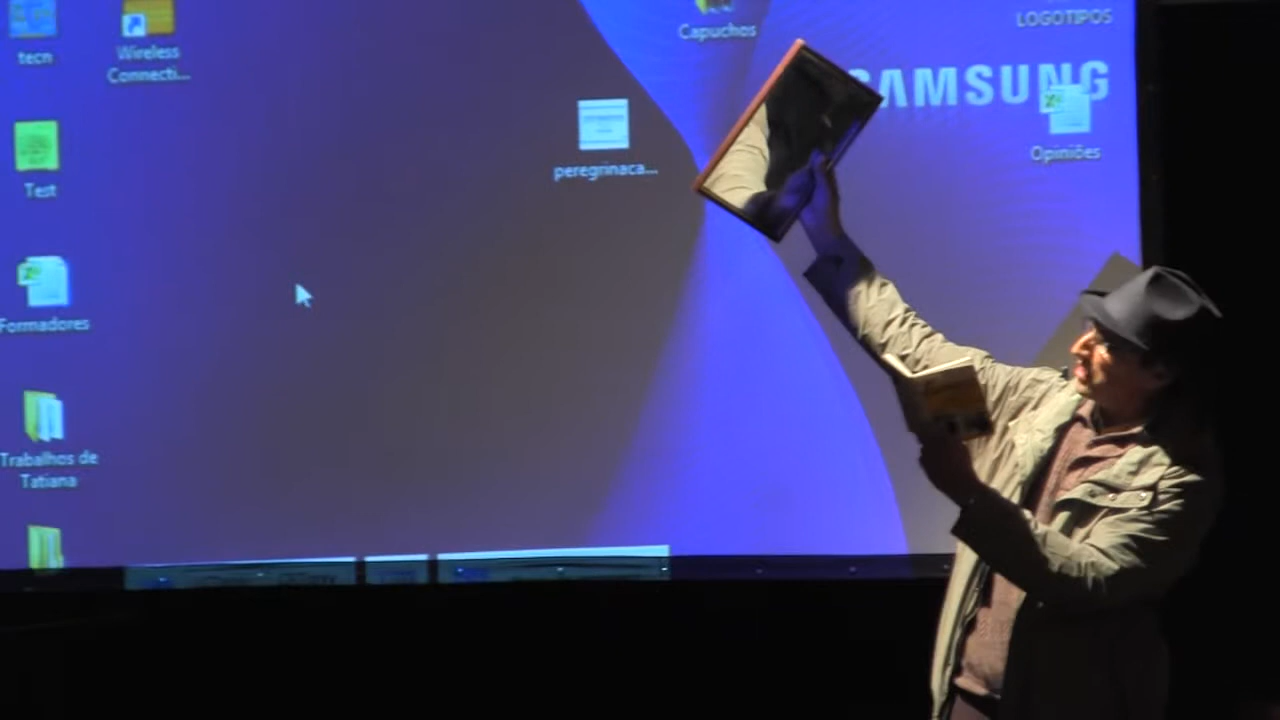 tecn
Wireless
Connecti...
Capuchos
LOGOTIPOS
SAMSUNG
Test
peregrinaca...
Opiniões
Formadores
Trabalhos de
Tatiana